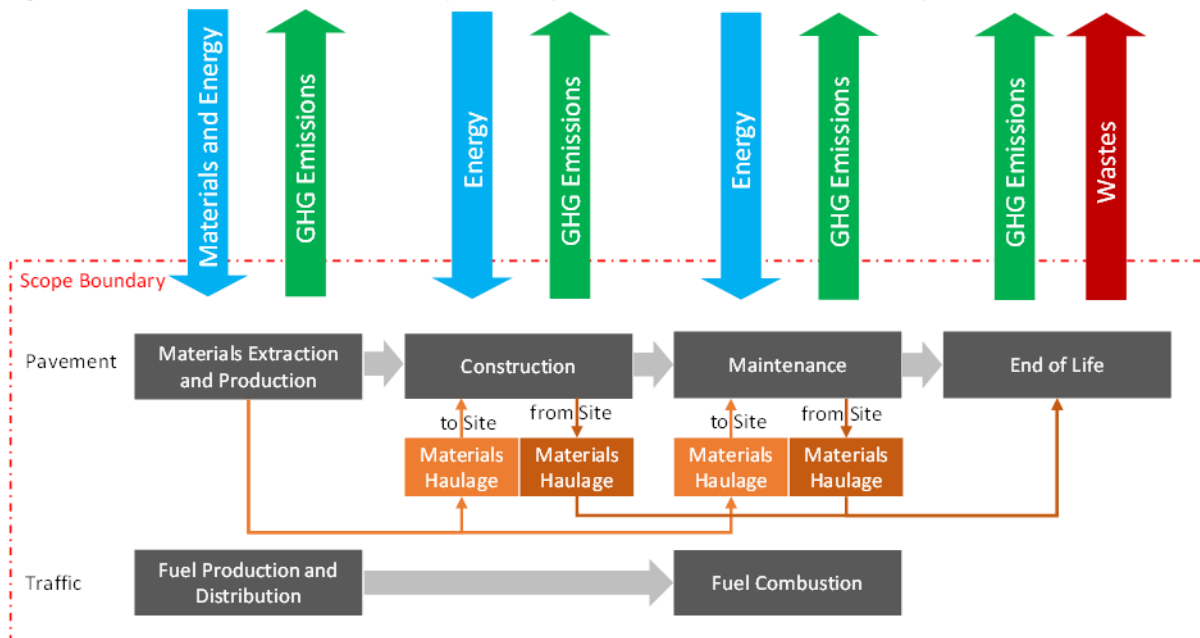 Materials and Energy
GHG Emissions
Energy
GHG Emissions
Energy
GHG Emissions
GHG Emissions
Wastes
Scope Boundary
Pavement
Materials Extraction
and Production
Construction
Maintenance
End of Life
to Site
from Site
to Site
from Site
Materials
Haulage
Materials
Haulage
Materials
Haulage
Materials
Haulage
Traffic
Fuel Production and
Distribution
Fuel Combustion